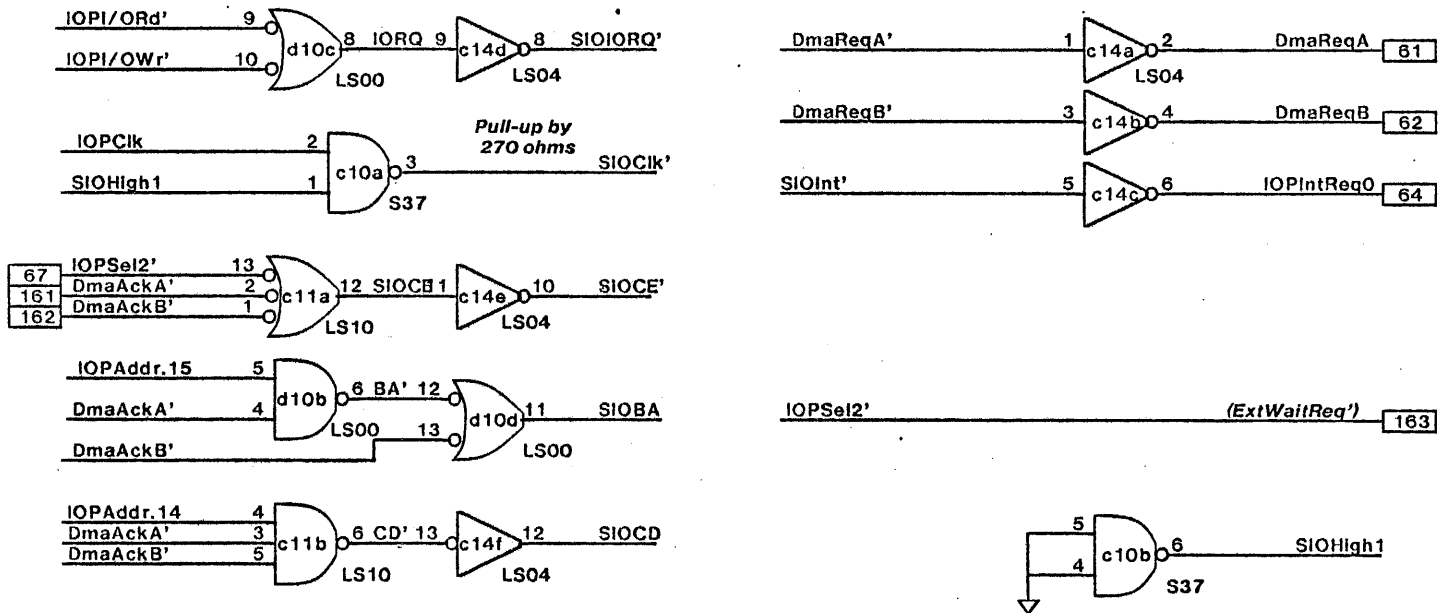 IOPI/ORd' 9
IOPI/OWr' 10
d10c
LS00
8 IORQ 9
c14d
LS04
8 SIOIORQ'
IOPClk 2
SIOHigh1 1
c10a
S37
3
Pull-up by
270 ohms
SIOClk'
67 IOPSel2' 13
161 DmaAckA' 2
162 DmaAckB' 1
c11a
LS10
12 SIOCE 11
c14e
LS04
10 SIOCE'
IOPAddr.15 5
DmaAckA' 4
d10b
LS00
6 BA' 12
DmaAckB' 13
d10d
LS00
11 SIOBA
IOPAddr.14 4
DmaAckA' 3
DmaAckB' 5
c11b
LS10
6 CD' 13
c14f
LS04
12 SIOCD
DmaReqA' 1
c14a
LS04
2 DmaReqA 61
DmaReqB' 3
c14b
4 DmaReqB 62
SIOInt' 5
c14c
6 IOPIntReq0 64
IOPSel2' (ExtWaitReq') 163
5
4
c10b
S37
6 SIOHigh1